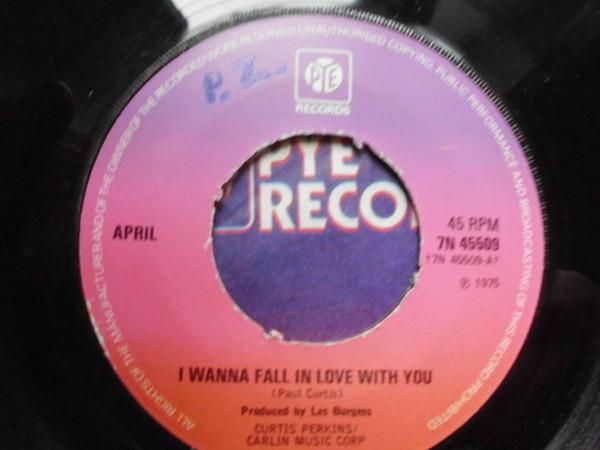 ALL RIGHTS OF THE MANUFACTURER AND OF THE OWNER OF THE RECORDED WORK RESERVED UNAUTHORISED COPYING, PUBLIC PERFORMANCE AND BROADCASTING OF THIS RECORD PROHIBITED
P. Z.
PYE
RECORDS
PYE
RECO
APRIL
45 RPM
7N 45509
†7N 45509-A†
℗ 1975
I WANNA FALL IN LOVE WITH YOU
(Paul Curtis)
Produced by Les Burgess
CURTIS PERKINS/
CARLIN MUSIC CORP